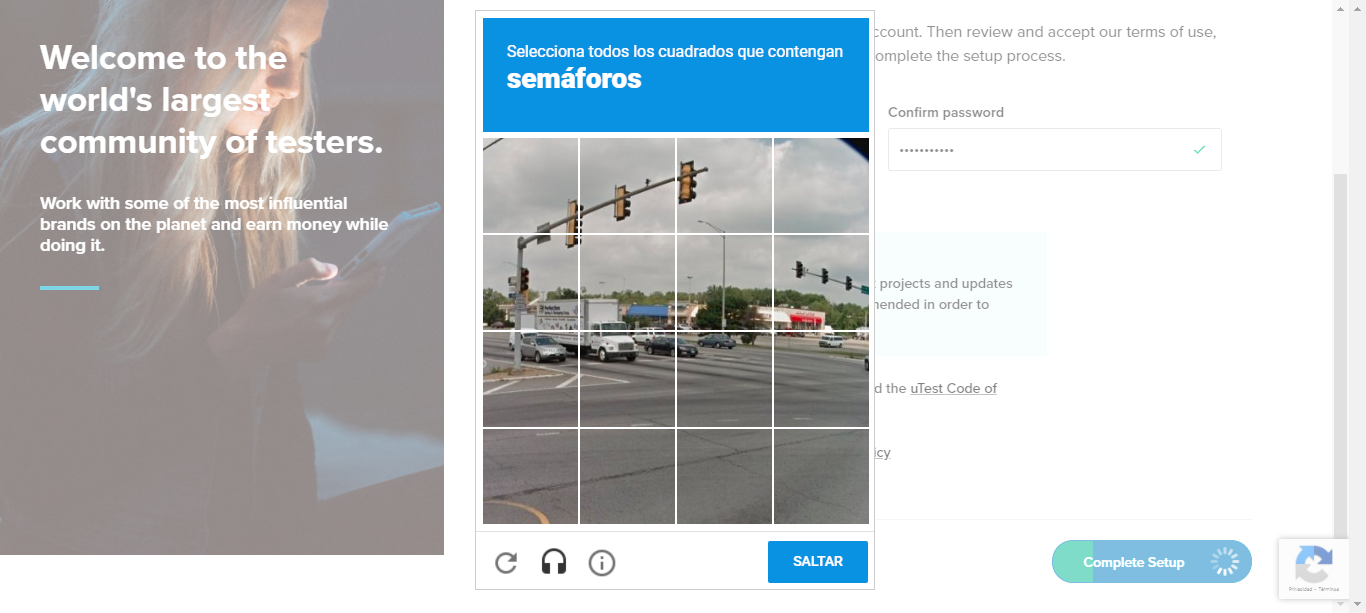 Welcome to the
world's largest
community of testers.
Work with some of the most influential
brands on the planet and earn money while
doing it.
Selecciona todos los cuadrados que contengan
semáforos
SALTAR
ccount. Then review and accept our terms of use,
omplete the setup process.
Confirm password
•••••••••••
projects and updates
nended in order to
d the uTest Code of
icy
Complete Setup
Privacidad - Términos